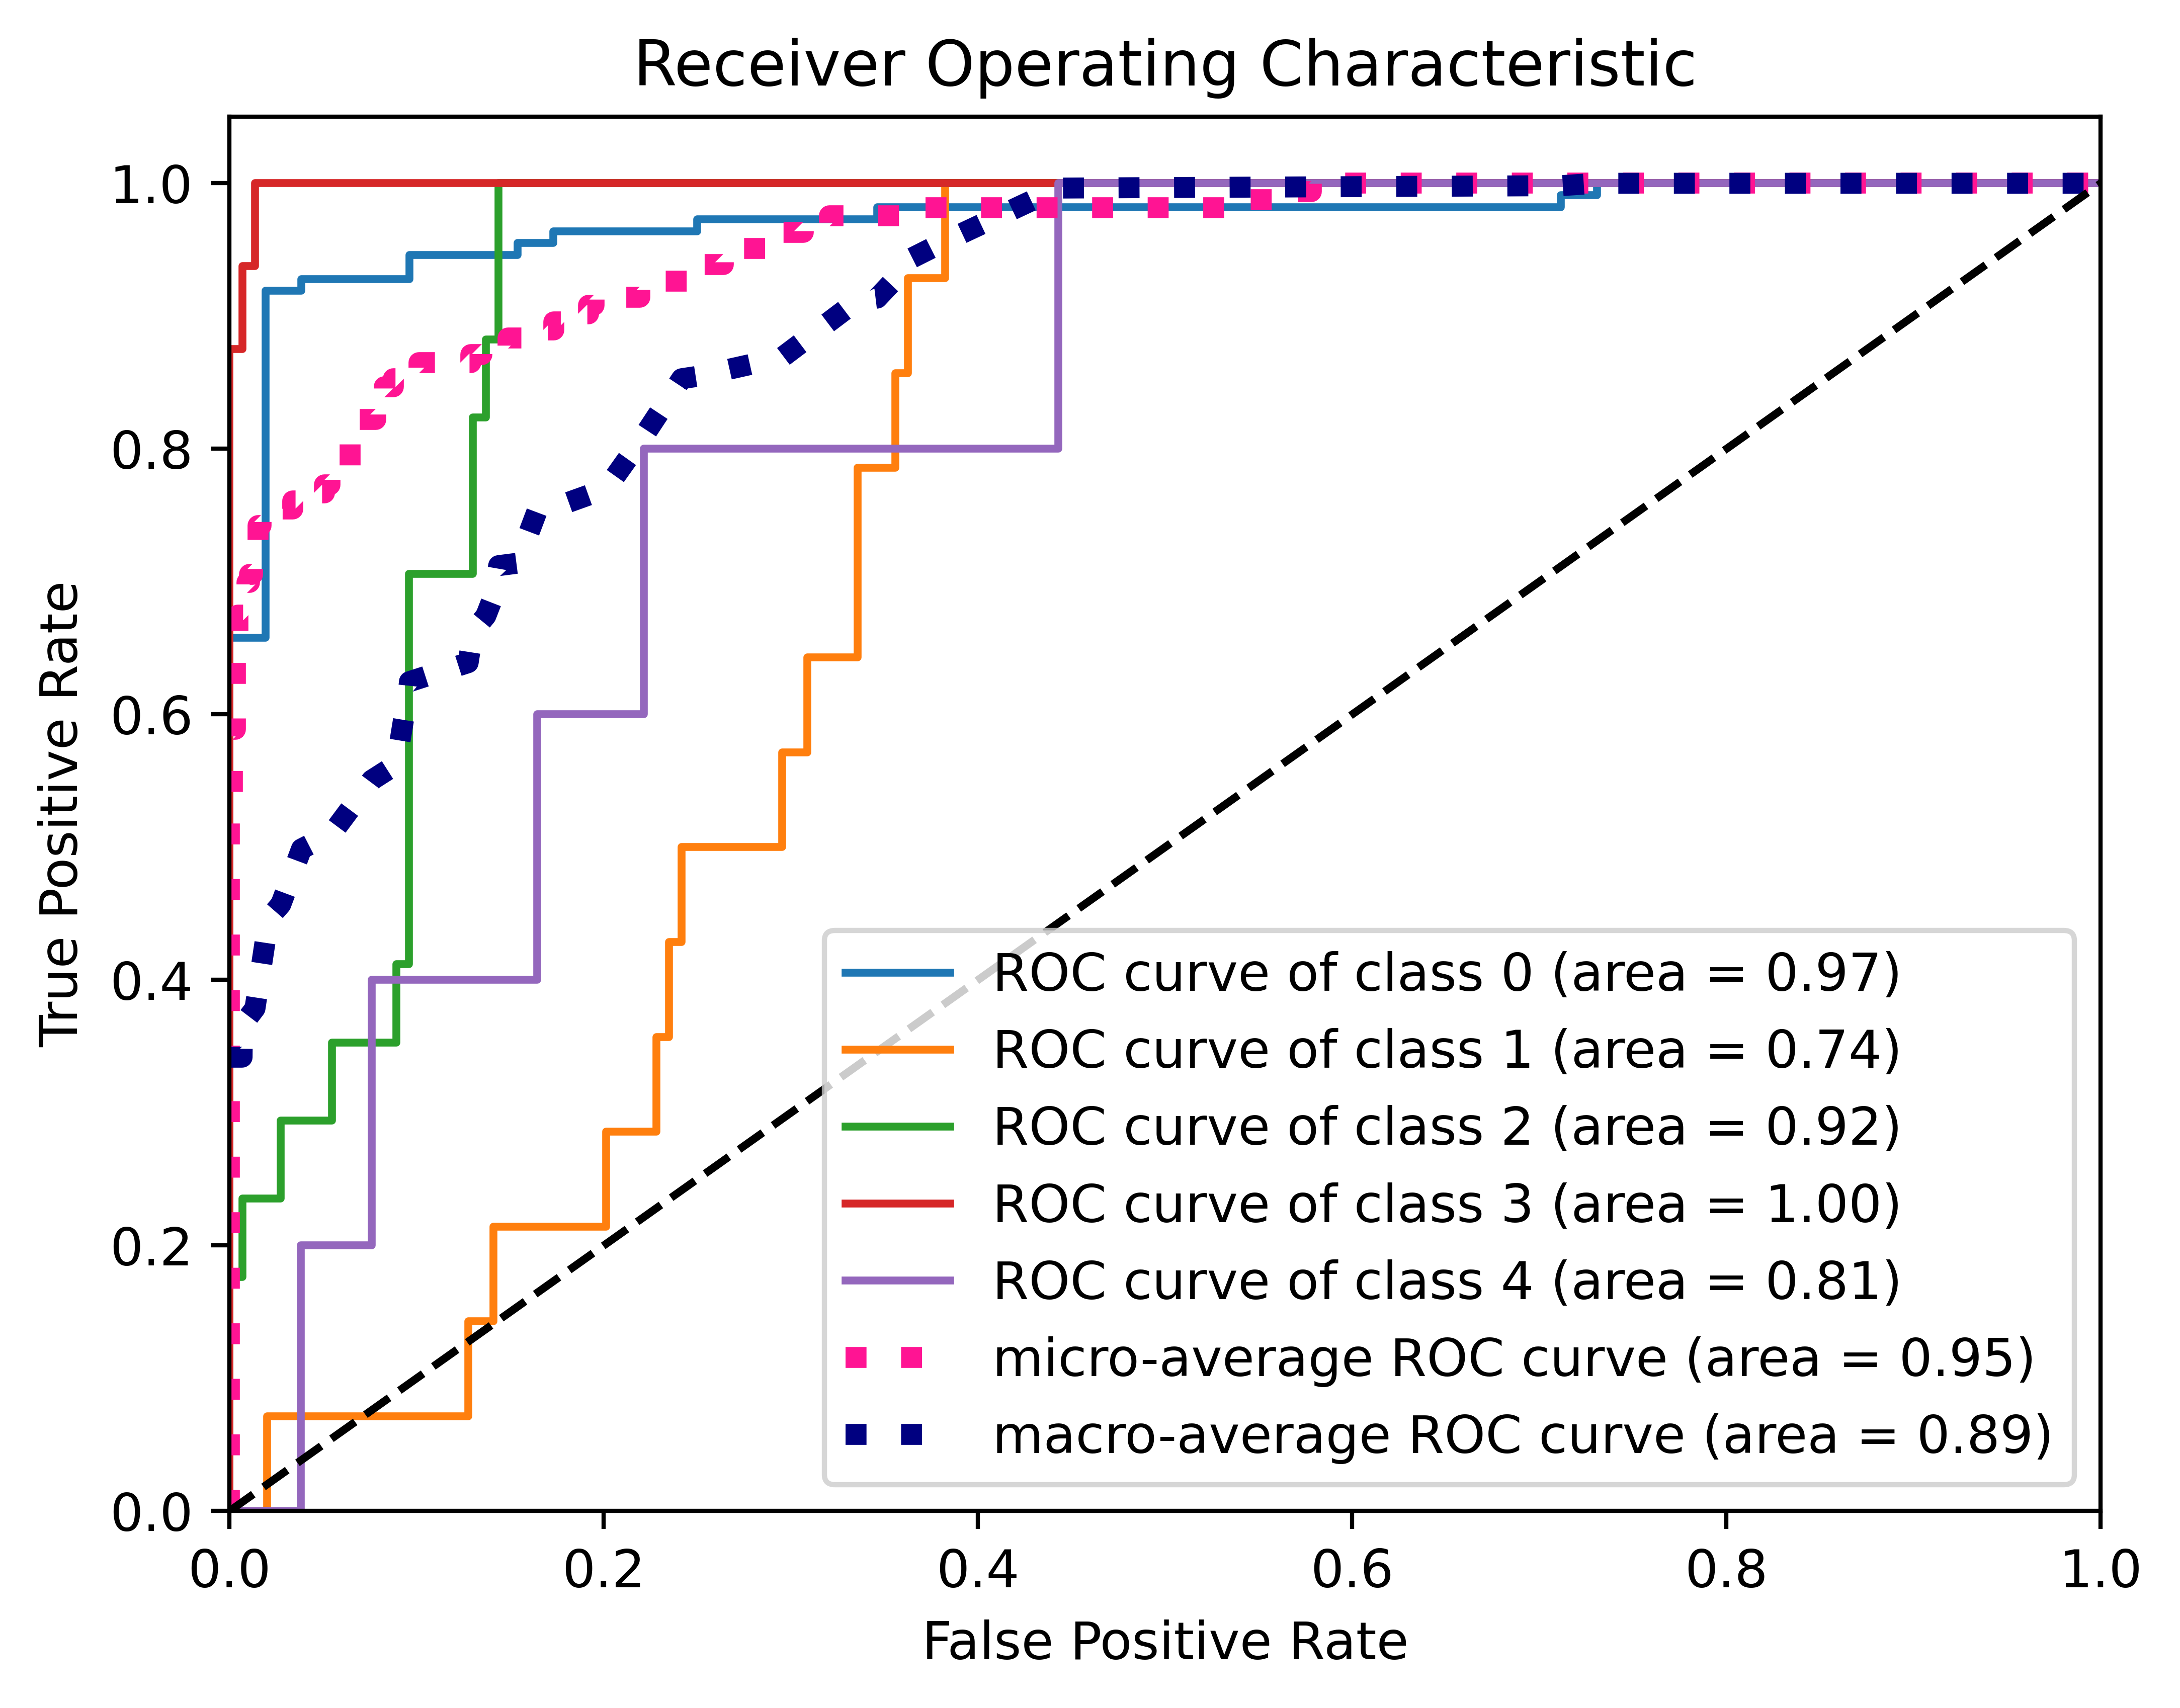 Receiver Operating Characteristic
True Positive Rate
1.0
0.8
0.6
0.4
0.2
0.0
ROC curve of class 0 (area = 0.97)
ROC curve of class 1 (area = 0.74)
ROC curve of class 2 (area = 0.92)
ROC curve of class 3 (area = 1.00)
ROC curve of class 4 (area = 0.81)
micro-average ROC curve (area = 0.95)
macro-average ROC curve (area = 0.89)
0.0 0.2 0.4 0.6 0.8 1.0
False Positive Rate